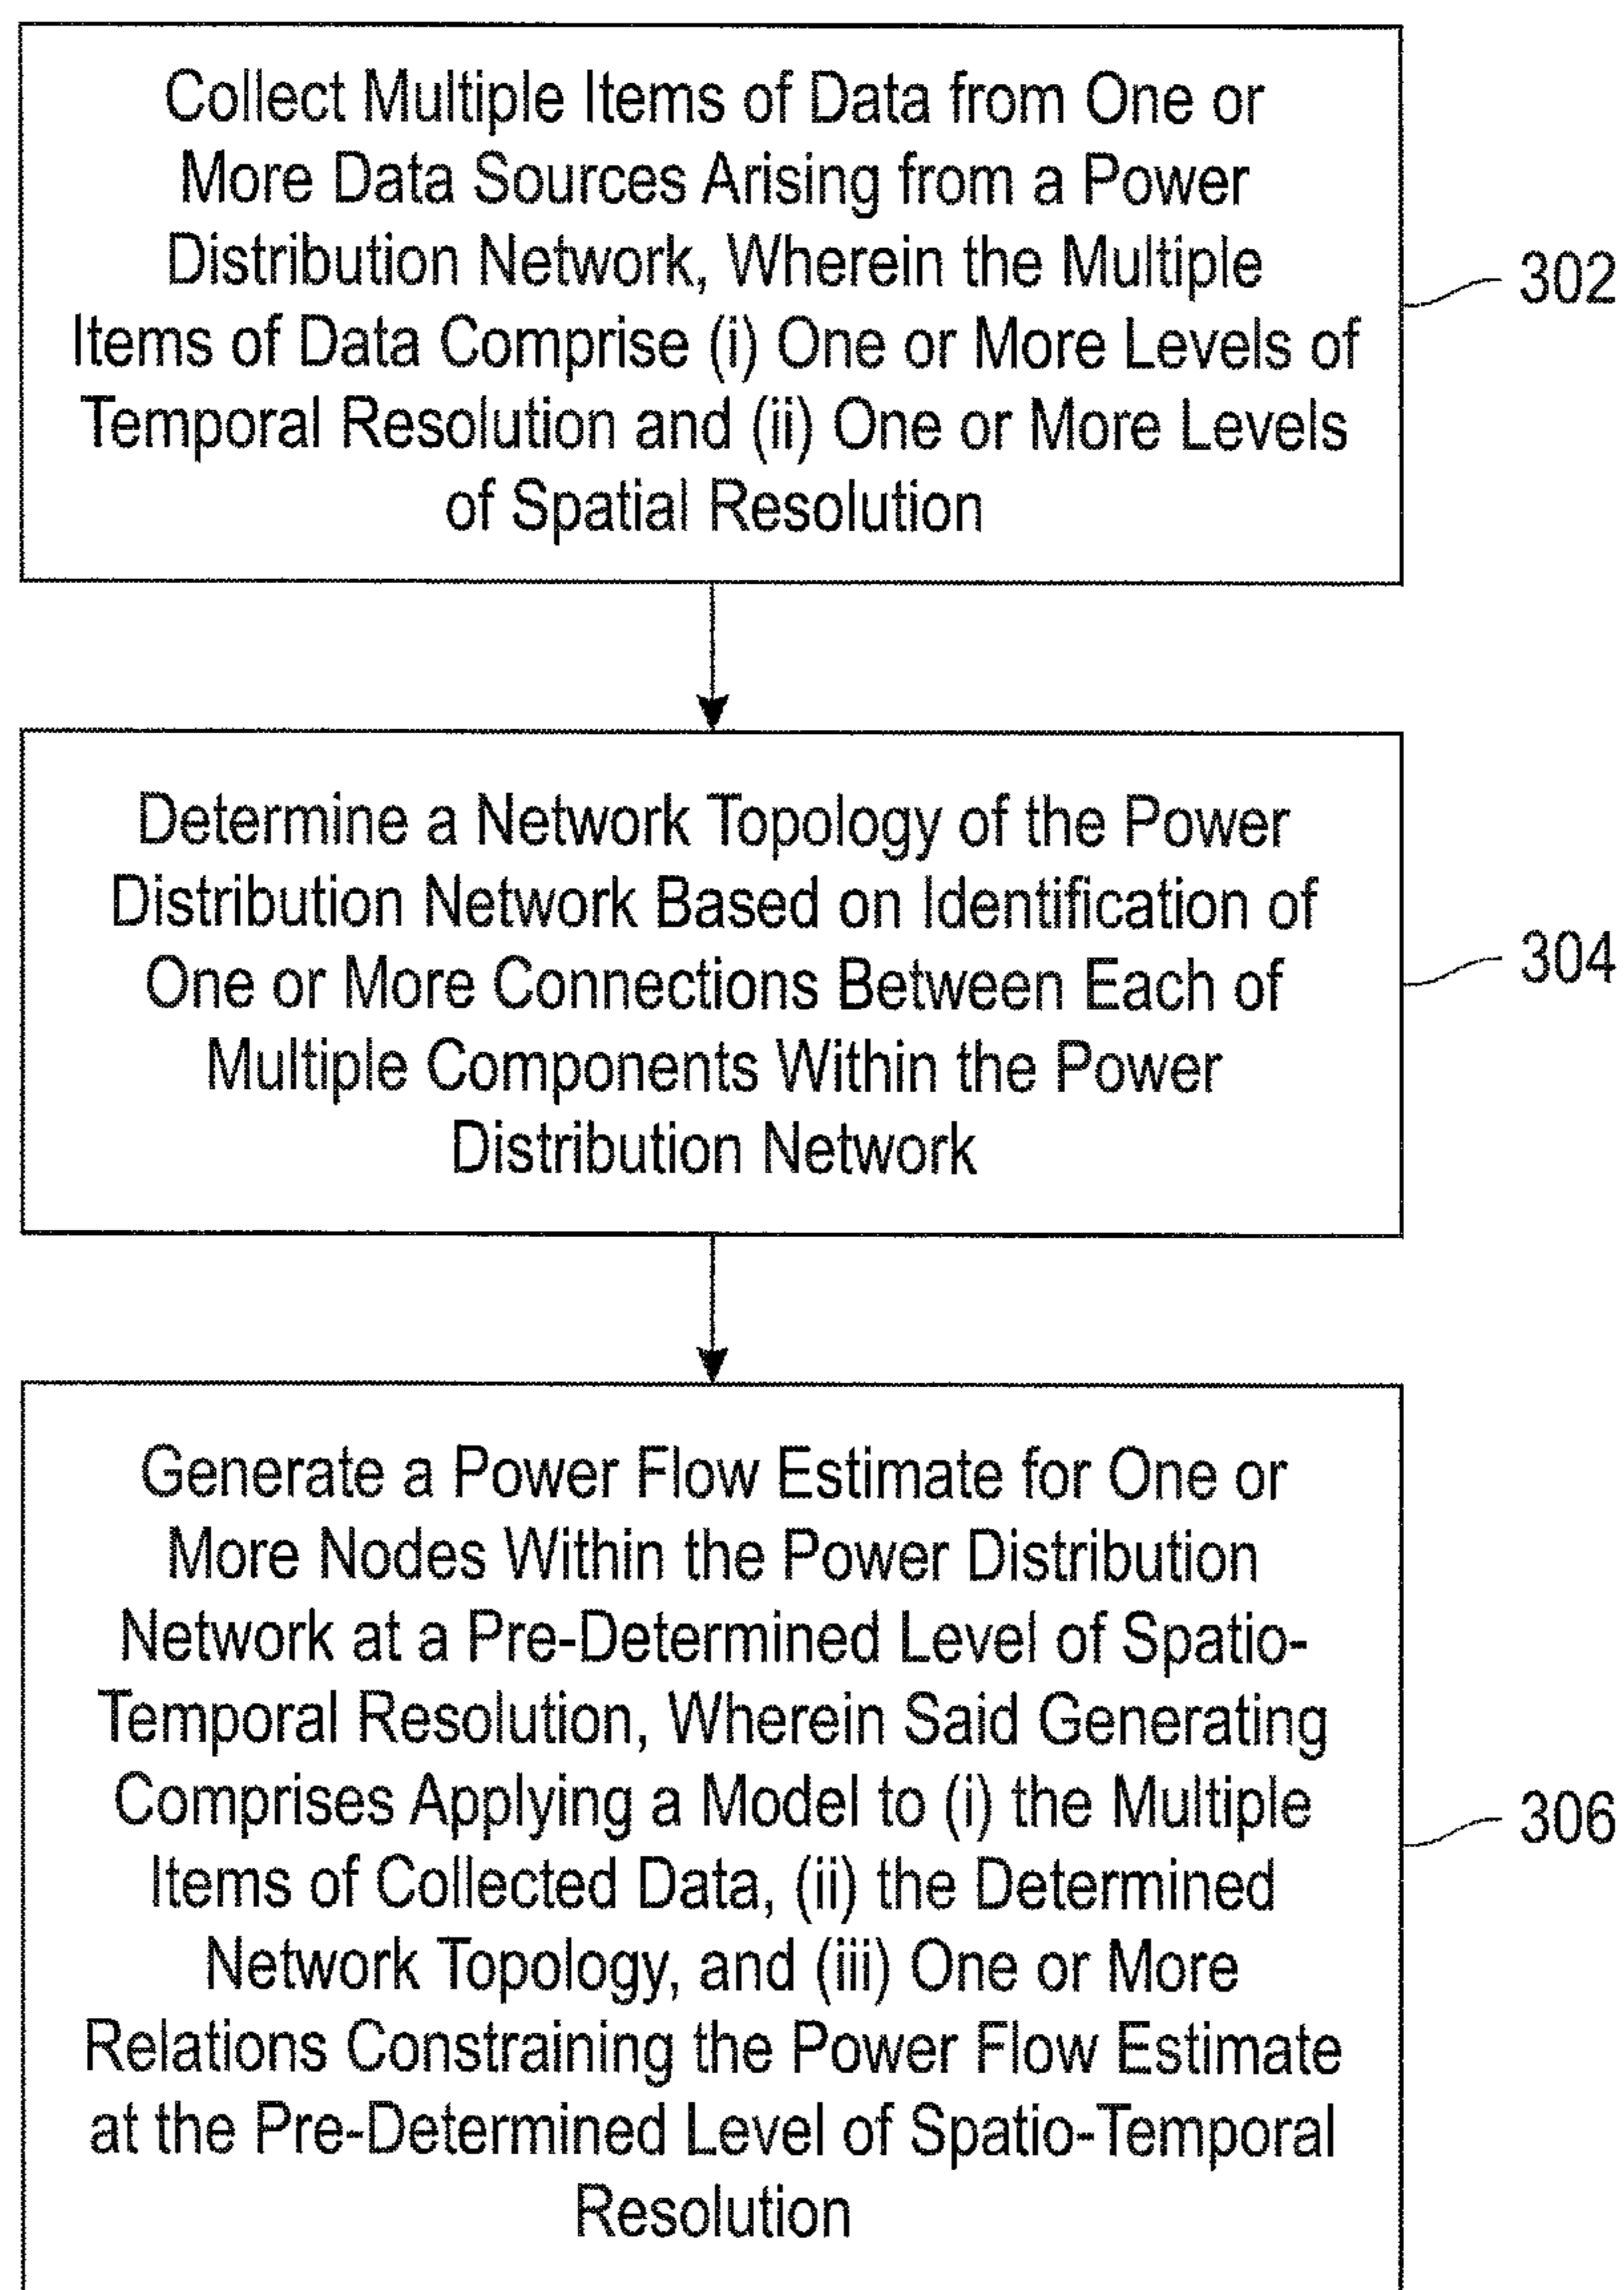 Collect Multiple Items of Data from One or
More Data Sources Arising from a Power
Distribution Network, Wherein the Multiple
Items of Data Comprise (i) One or More Levels of
Temporal Resolution and (ii) One or More Levels
of Spatial Resolution
302
Determine a Network Topology of the Power
Distribution Network Based on Identification of
One or More Connections Between Each of
Multiple Components Within the Power
Distribution Network
304
Generate a Power Flow Estimate for One or
More Nodes Within the Power Distribution
Network at a Pre-Determined Level of Spatio-
Temporal Resolution, Wherein Said Generating
Comprises Applying a Model to (i) the Multiple
Items of Collected Data, (ii) the Determined
Network Topology, and (iii) One or More
Relations Constraining the Power Flow Estimate
at the Pre-Determined Level of Spatio-Temporal
Resolution
306